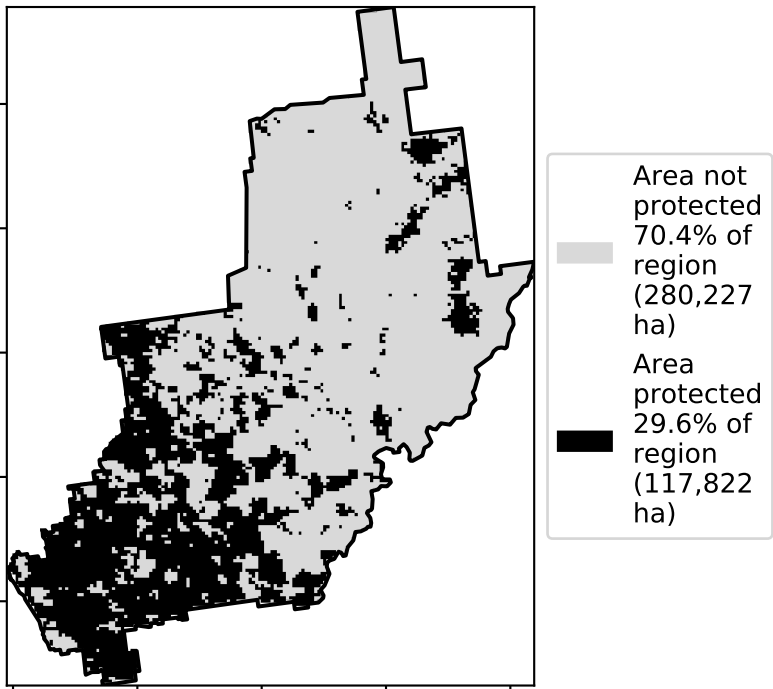 Area not
protected
70.4% of
region
(280,227
ha)
Area
protected
29.6% of
region
(117,822
ha)